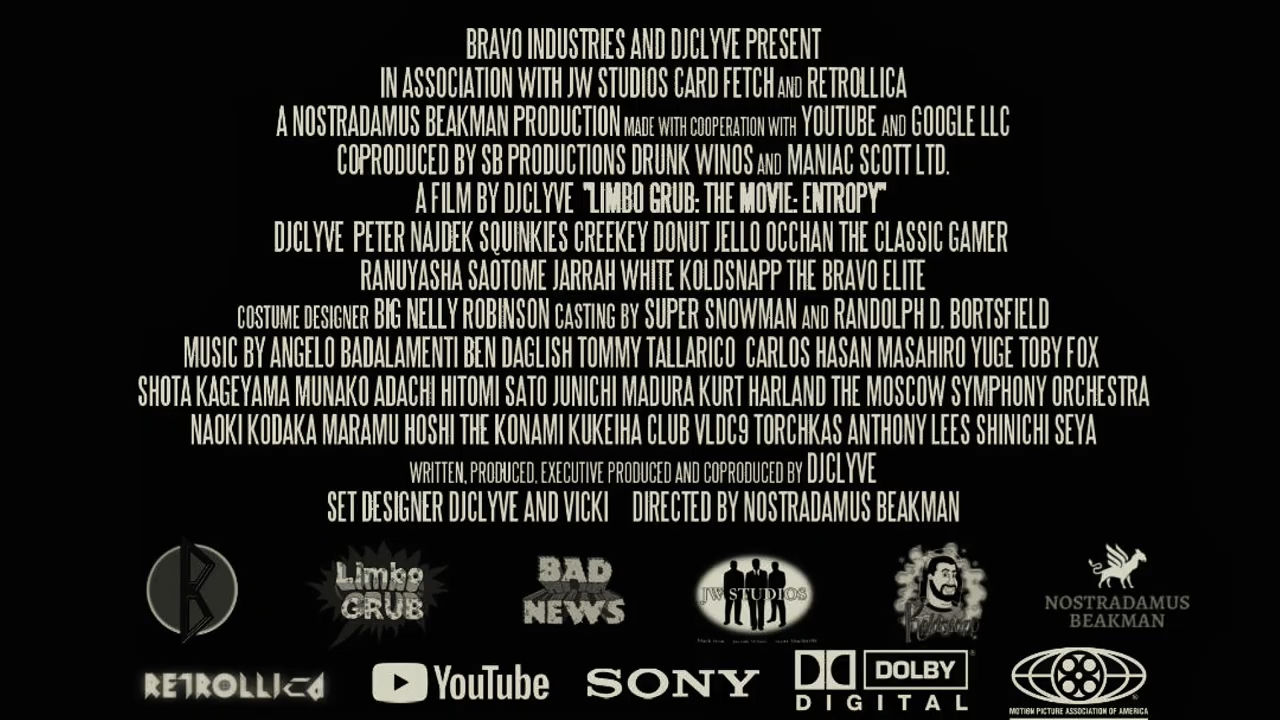 BRAVO INDUSTRIES AND DJCLYVE PRESENT
IN ASSOCIATION WITH JW STUDIOS CARD FETCH AND RETROLLICA
A NOSTRADAMUS BEAKMAN PRODUCTION MADE WITH COOPERATION WITH YOUTUBE AND GOOGLE LLC
COPRODUCED BY SB PRODUCTIONS DRUNK WINOS AND MANIAC SCOTT LTD.
A FILM BY DJCLYVE "LIMBO GRUB: THE MOVIE: ENTROPY"
DJCLYVE PETER NAJDEK SQUINKIES CREEKEY DONUT JELLO OCCHAN THE CLASSIC GAMER
RANUYASHA SAOTOME JARRAH WHITE KOLDSNAPP THE BRAVO ELITE
COSTUME DESIGNER BIG NELLY ROBINSON CASTING BY SUPER SNOWMAN AND RANDOLPH D. BORTSFIELD
MUSIC BY ANGELO BADALAMENTI BEN DAGLISH TOMMY TALLARICO CARLOS HASAN MASAHIRO YUGE TOBY FOX
SHOTA KAGEYAMA MUNAKO ADACHI HITOMI SATO JUNICHI MADURA KURT HARLAND THE MOSCOW SYMPHONY ORCHESTRA
NAOKI KODAKA MARAMU HOSHI THE KONAMI KUKEIHA CLUB VLDC9 TORCHKAS ANTHONY LEES SHINICHI SEYA
WRITTEN, PRODUCED, EXECUTIVE PRODUCED AND COPRODUCED BY DJCLYVE
SET DESIGNER DJCLYVE AND VICKI DIRECTED BY NOSTRADAMUS BEAKMAN
B
Limbo
GRUB
BAD
NEWS
JW STUDIOS
NOSTRADAMUS
BEAKMAN
RETROLLICA
YouTube
SONY
DOLBY
DIGITAL
MOTION PICTURE ASSOCIATION OF AMERICA